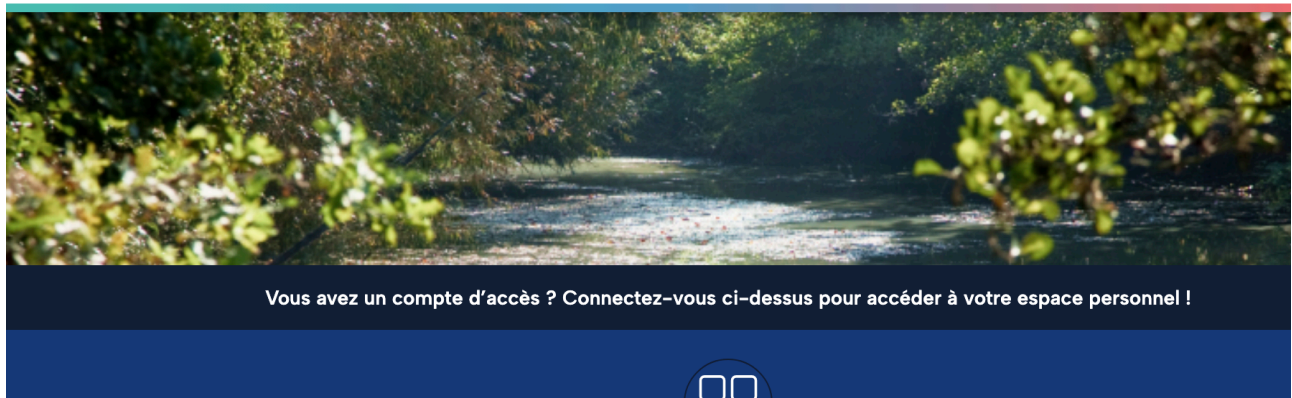 Vous avez un compte d’accès ? Connectez-vous ci-dessus pour accéder à votre espace personnel !